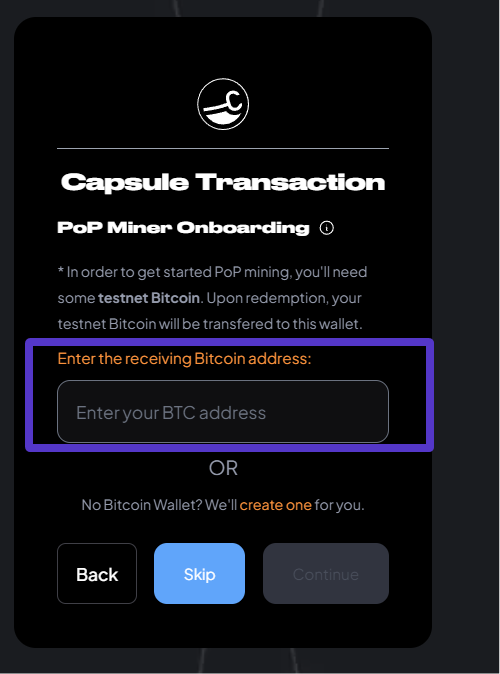 Capsule Transaction
PoP Miner Onboarding
* In order to get started PoP mining, you'll need
some testnet Bitcoin. Upon redemption, your
testnet Bitcoin will be transfered to this wallet.
Enter the receiving Bitcoin address:
Enter your BTC address
OR
No Bitcoin Wallet? We'll create one for you.
Back Skip Continue